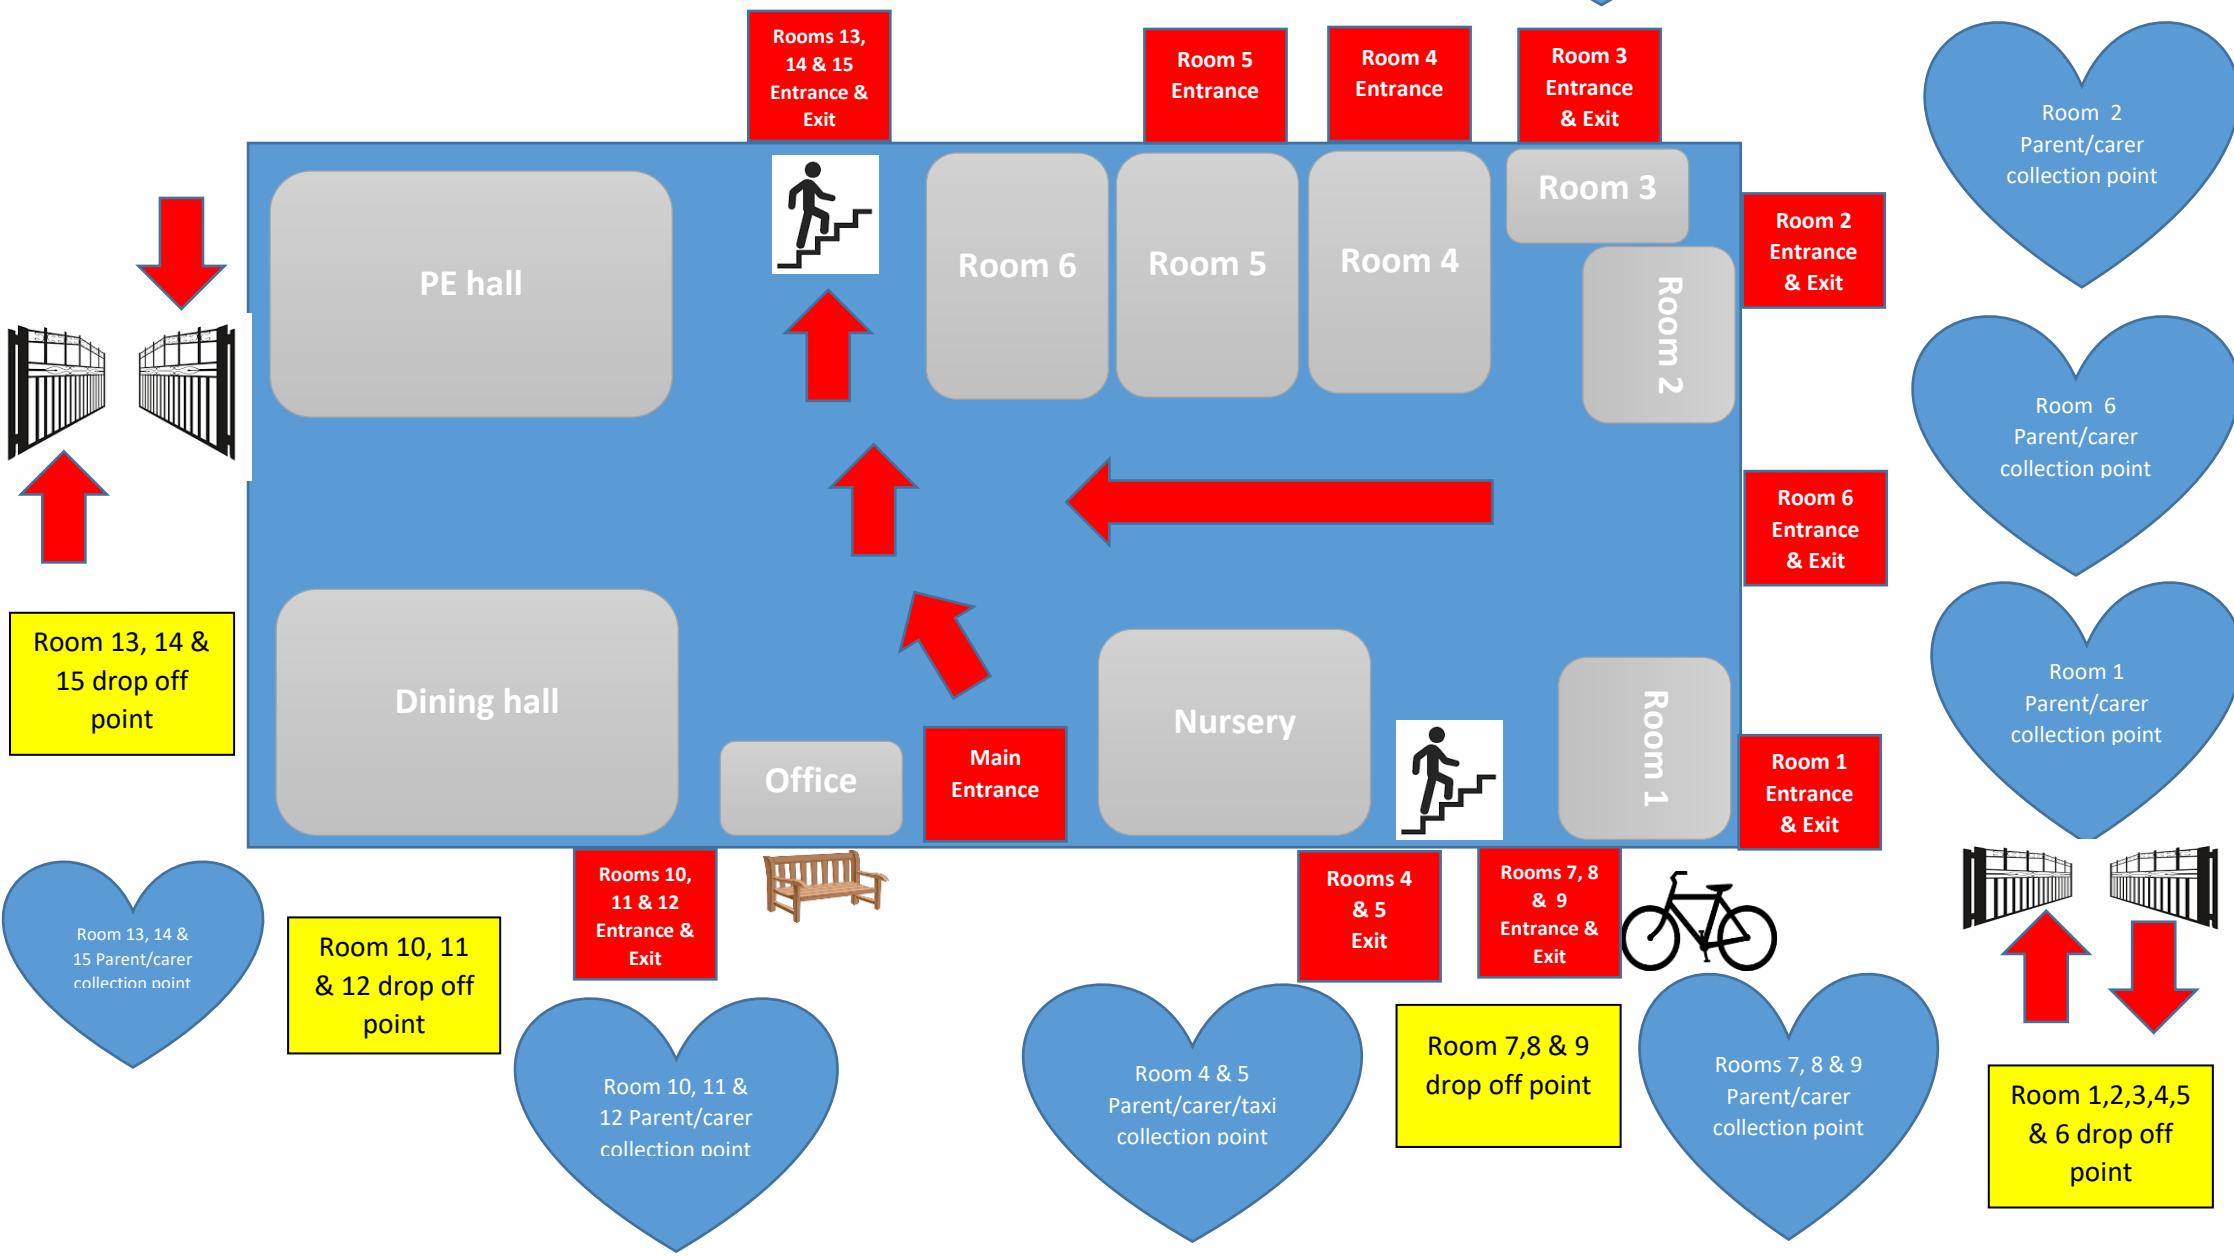 Rooms 13,
14 & 15
Entrance &
Exit
Room 5
Entrance
Room 4
Entrance
Room 3
Entrance
& Exit
Room 2
Parent/carer
collection point
PE hall
Room 6
Room 5
Room 4
Room 3
Room 2
Room 2
Entrance
& Exit
Room 6
Parent/carer
collection point
Room 6
Entrance
& Exit
Room 13, 14 &
15 drop off
point
Dining hall
Office
Main
Entrance
Nursery
Room 1
Room 1
Entrance
& Exit
Room 1
Parent/carer
collection point
Room 13, 14 &
15 Parent/carer
collection point
Room 10, 11
& 12 drop off
point
Rooms 10,
11 & 12
Entrance &
Exit
Room 10, 11 &
12 Parent/carer
collection point
Room 4 & 5
Parent/carer/taxi
collection point
Rooms 4
& 5
Exit
Rooms 7, 8
& 9
Entrance &
Exit
Room 7,8 & 9
drop off point
Rooms 7, 8 & 9
Parent/carer
collection point
Room 1,2,3,4,5
& 6 drop off
point